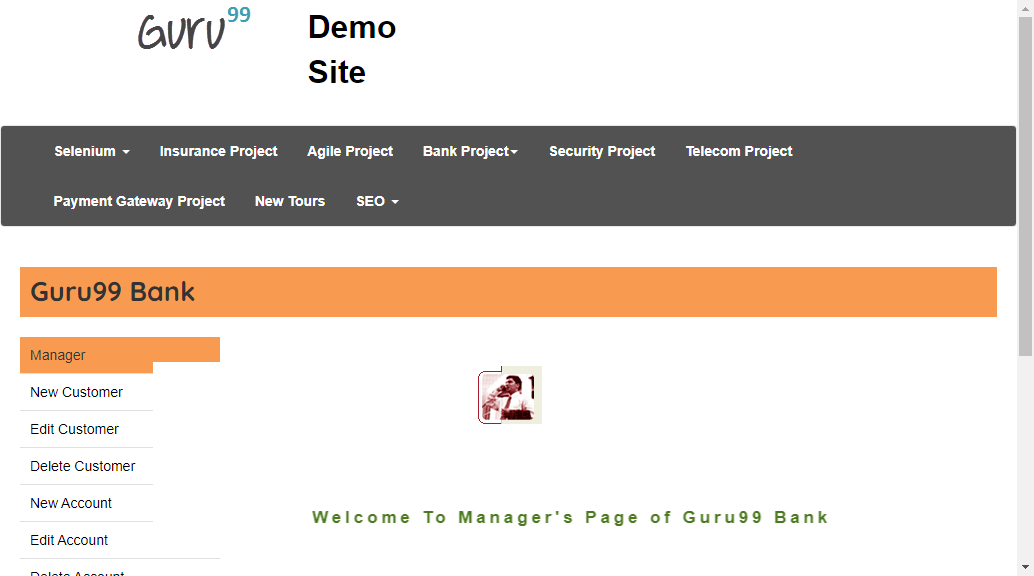 Guru99
Demo
Site
Selenium
Insurance Project
Agile Project
Bank Project
Security Project
Telecom Project
Payment Gateway Project
New Tours
SEO
Guru99 Bank
Manager
New Customer
Edit Customer
Delete Customer
New Account
Edit Account
Delete Account
Welcome To Manager's Page of Guru99 Bank